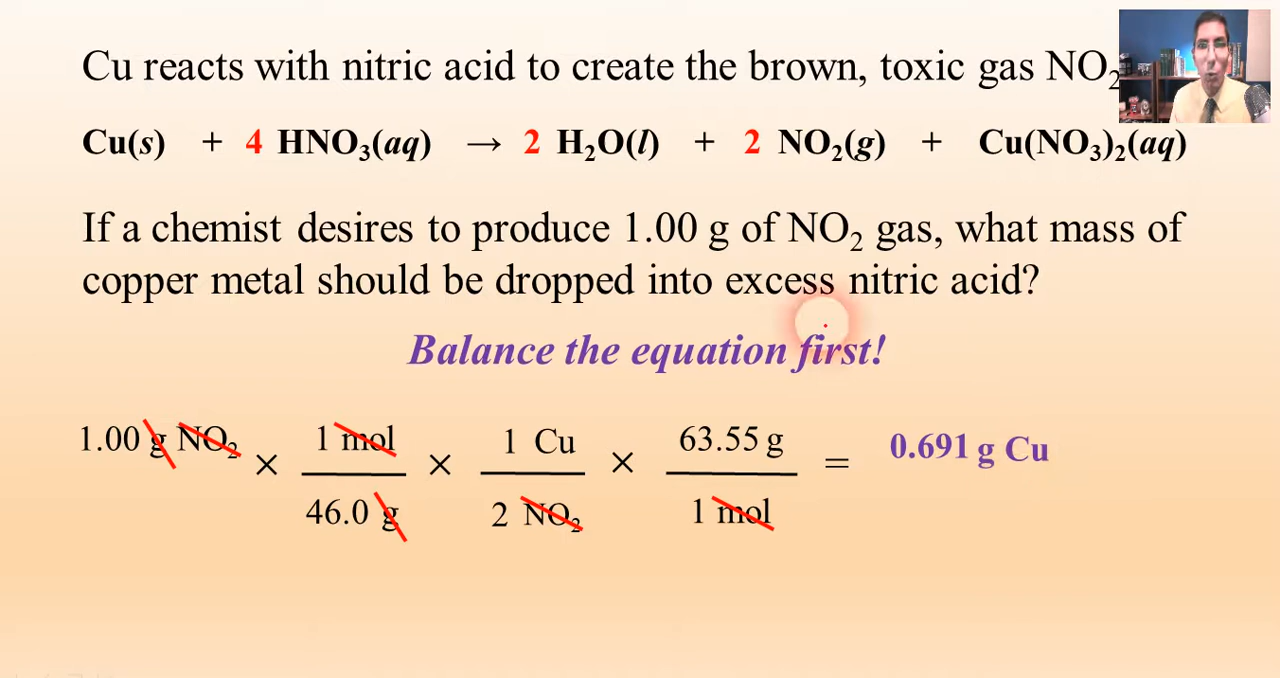 Cu reacts with nitric acid to create the brown, toxic gas NO₂
Cu(s) + 4 HNO₃(aq) → 2 H₂O(l) + 2 NO₂(g) + Cu(NO₃)₂(aq)
If a chemist desires to produce 1.00 g of NO₂ gas, what mass of
copper metal should be dropped into excess nitric acid?
Balance the equation first!
1.00 g NO₂ × 1 mol / 46.0 g × 1 Cu / 2 NO₂ × 63.55 g / 1 mol = 0.691 g Cu